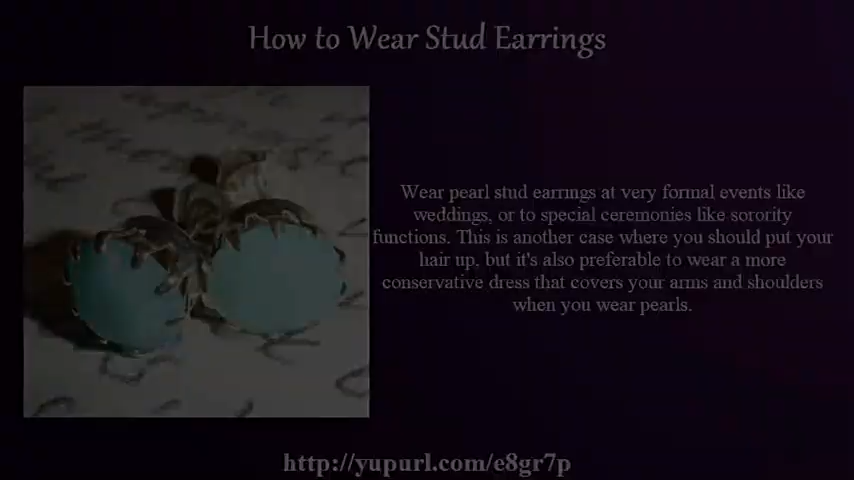 How to Wear Stud Earrings
Wear pearl stud earrings at very formal events like
weddings, or to special ceremonies like sorority
functions. This is another case where you should put your
hair up, but it's also preferable to wear a more
conservative dress that covers your arms and shoulders
when you wear pearls.
http://yupurl.com/e8gr7p